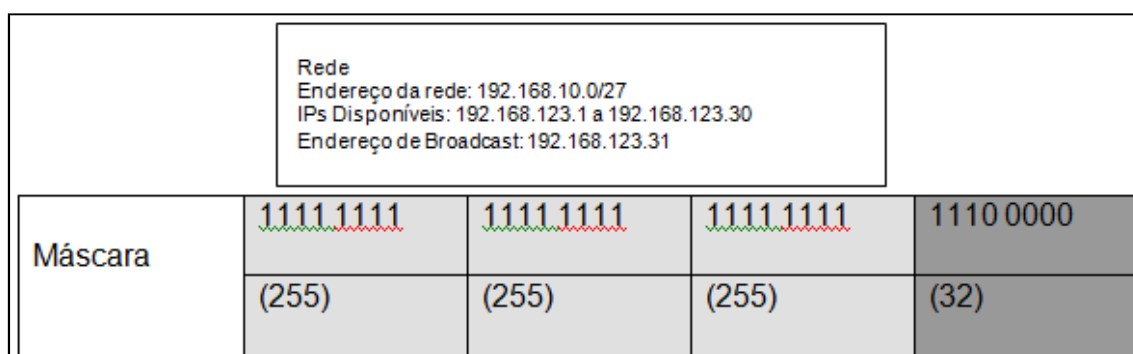 Rede
Endereço da rede: 192.168.10.0/27
IPs Disponíveis: 192.168.123.1 a 192.168.123.30
Endereço de Broadcast: 192.168.123.31
Máscara
1111 1111 1111 1111 1111 1111 1110 0000
(255) (255) (255) (32)